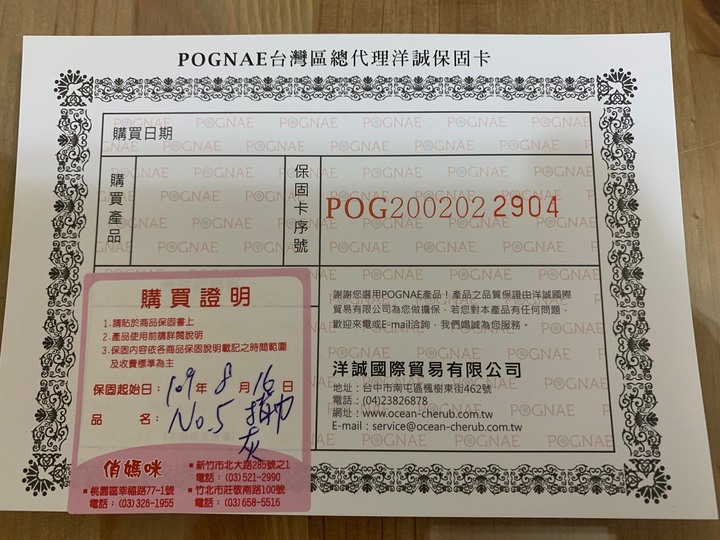 POGNAE台灣區總代理洋誠保固卡
購買日期
購買產品
保固卡序號
POG200202 2904
謝謝您選用POGNAE產品！產品之品質保證由洋誠國際
貿易有限公司為您做擔保，若您對本產品有任何問題，
歡迎來電或E-mail洽詢，我們竭誠為您服務。
洋誠國際貿易有限公司
地址：台中市南屯區楓樹東街462號
電話：(04)23826878
網址：www.ocean-cherub.com.tw
E-mail：service@ocean-cherub.com.tw
購買證明
1.請貼於商品保固書上
2.產品使用前請詳閱說明
3.保固內容依各商品保固說明載記之時間範圍
及收費標準為主
保固起始日：109年8月16日
品名：No.5
灰
俏媽咪
▪桃園區幸福路77-1號
電話：(03)326-1955
▪新竹市北大路285號之1
電話：(03)521-2990
▪竹北市莊敬南路100號
電話：(03)658-5516